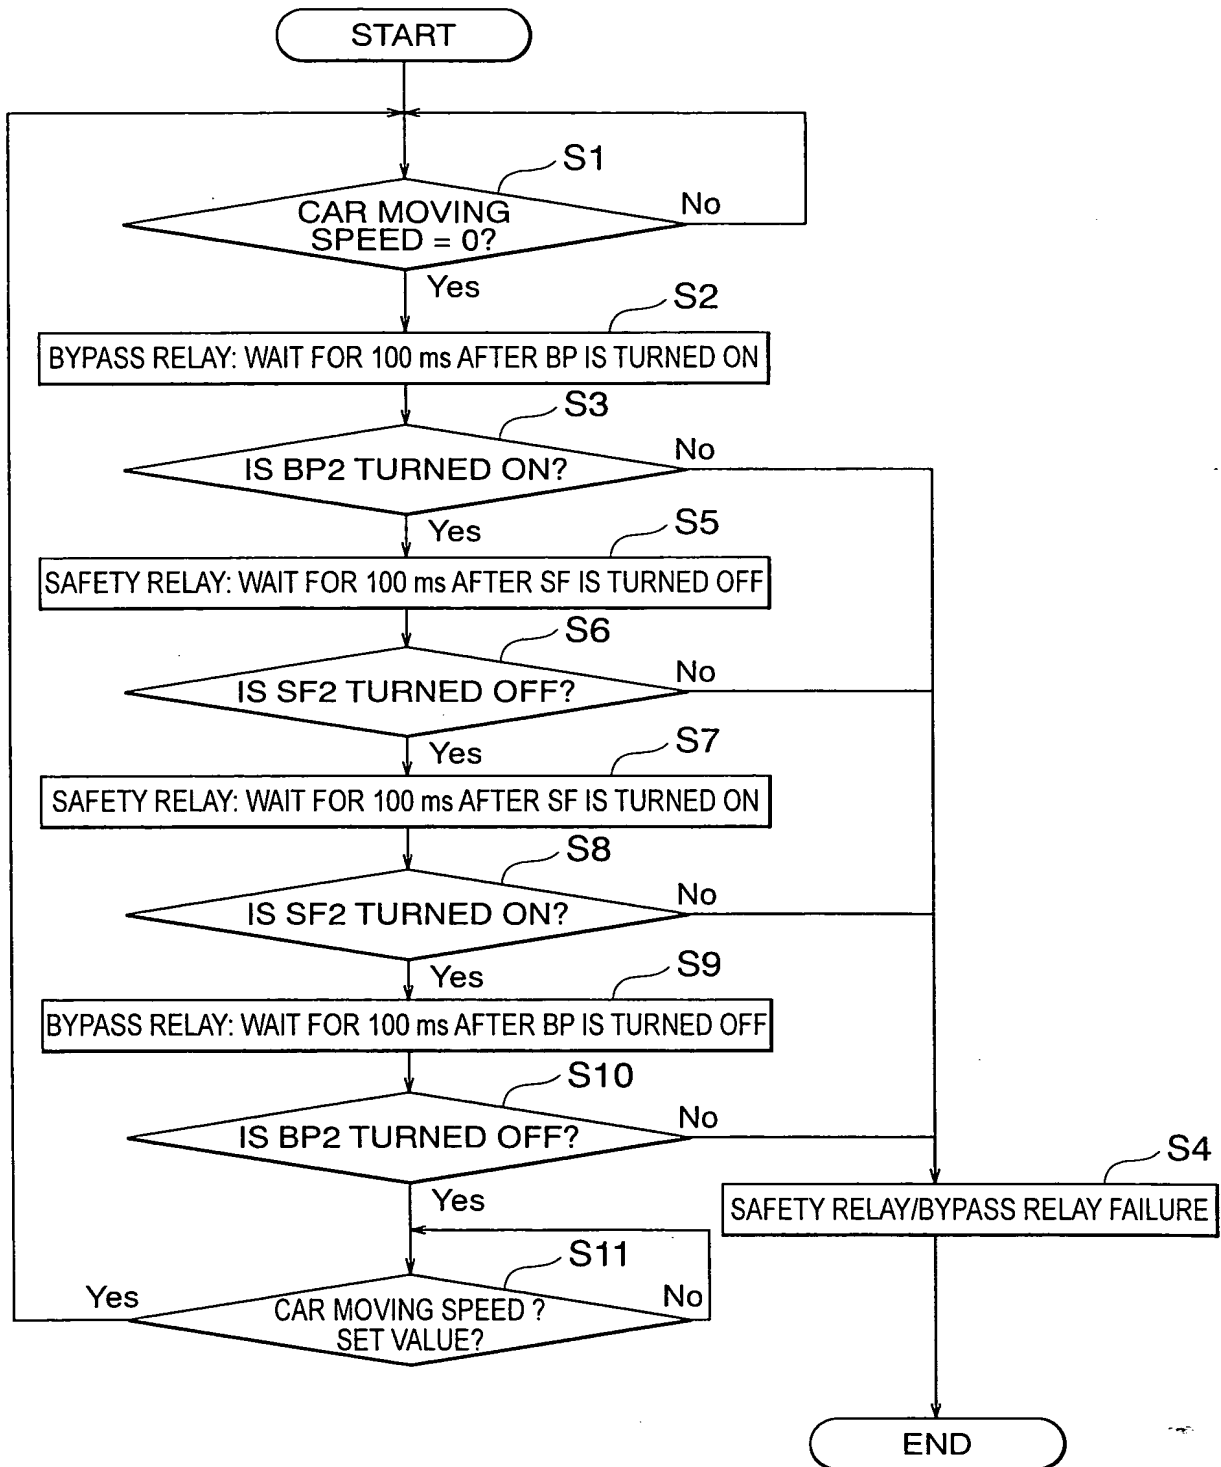 START
S1
CAR MOVING
SPEED = 0?
No
Yes
S2
BYPASS RELAY: WAIT FOR 100 ms AFTER BP IS TURNED ON
S3
IS BP2 TURNED ON?
No
Yes
S5
SAFETY RELAY: WAIT FOR 100 ms AFTER SF IS TURNED OFF
S6
IS SF2 TURNED OFF?
No
Yes
S7
SAFETY RELAY: WAIT FOR 100 ms AFTER SF IS TURNED ON
S8
IS SF2 TURNED ON?
No
Yes
S9
BYPASS RELAY: WAIT FOR 100 ms AFTER BP IS TURNED OFF
S10
IS BP2 TURNED OFF?
No
Yes
S4
SAFETY RELAY/BYPASS RELAY FAILURE
S11
CAR MOVING SPEED ?
SET VALUE?
Yes
No
END